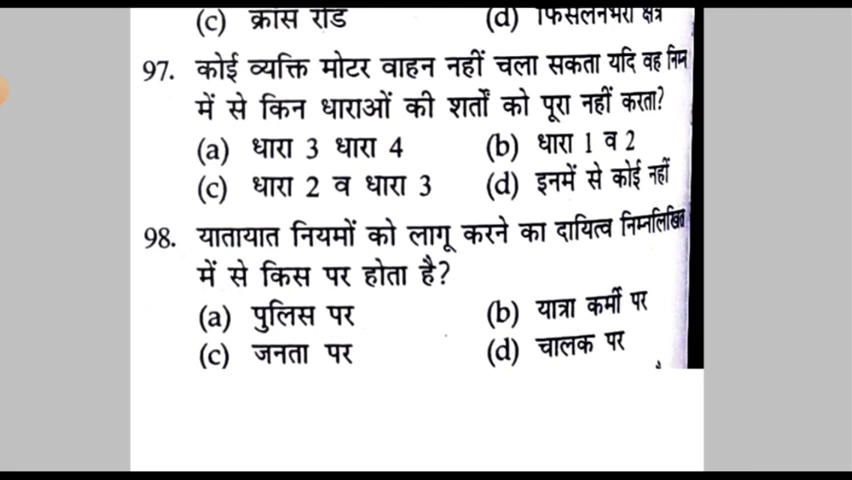 (c) क्रास रोड (d) फिसलनभरा क्षेत्र
97. कोई व्यक्ति मोटर वाहन नहीं चला सकता यदि वह निम्न
में से किन धाराओं की शर्तों को पूरा नहीं करता?
(a) धारा 3 धारा 4 (b) धारा 1 व 2
(c) धारा 2 व धारा 3 (d) इनमें से कोई नहीं
98. यातायात नियमों को लागू करने का दायित्व निम्नलिखित
में से किस पर होता है?
(a) पुलिस पर (b) यात्रा कर्मी पर
(c) जनता पर (d) चालक पर